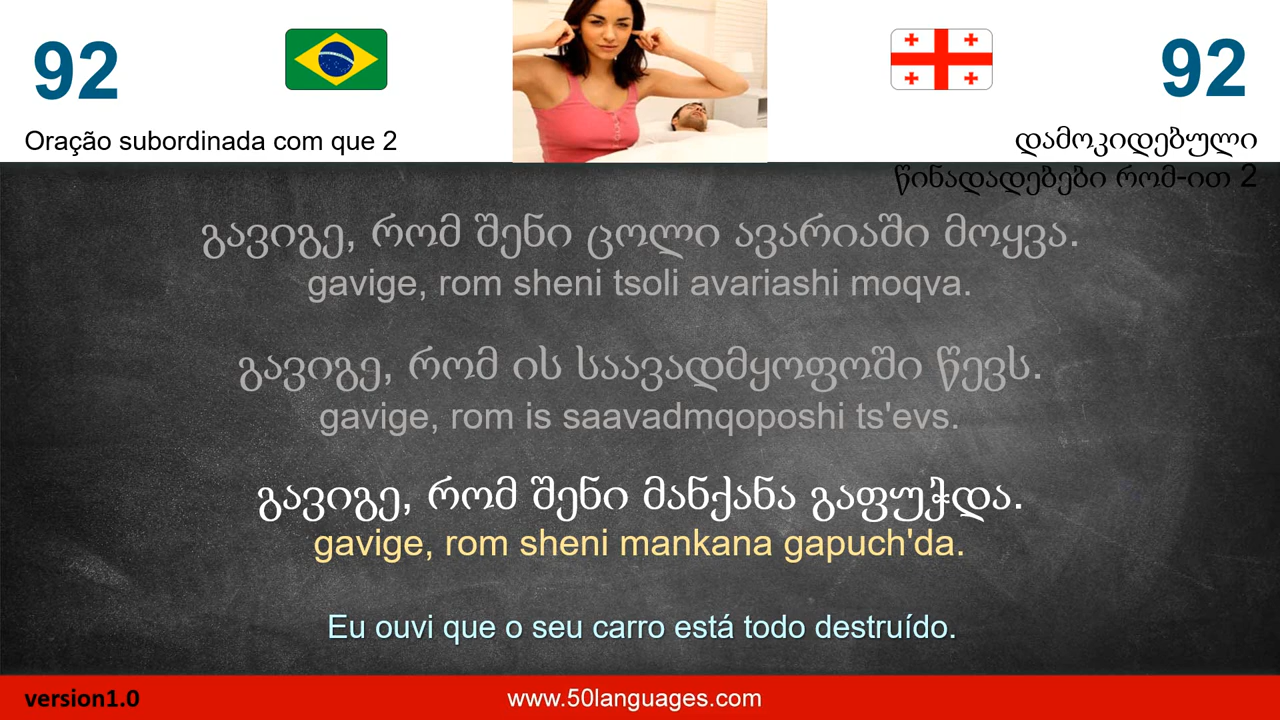 92
92
Oração subordinada com que 2
დამოკიდებული
წინადადებები რომ-ით 2
გავიგე, რომ შენი ცოლი ავარიაში მოყვა.
gavige, rom sheni tsoli avariashi moqva.
გავიგე, რომ ის საავადმყოფოში წევს.
gavige, rom is saavadmqoposhi ts'evs.
გავიგე, რომ შენი მანქანა გაფუჭდა.
gavige, rom sheni mankana gapuch'da.
Eu ouvi que o seu carro está todo destruído.
version1.0
www.50languages.com